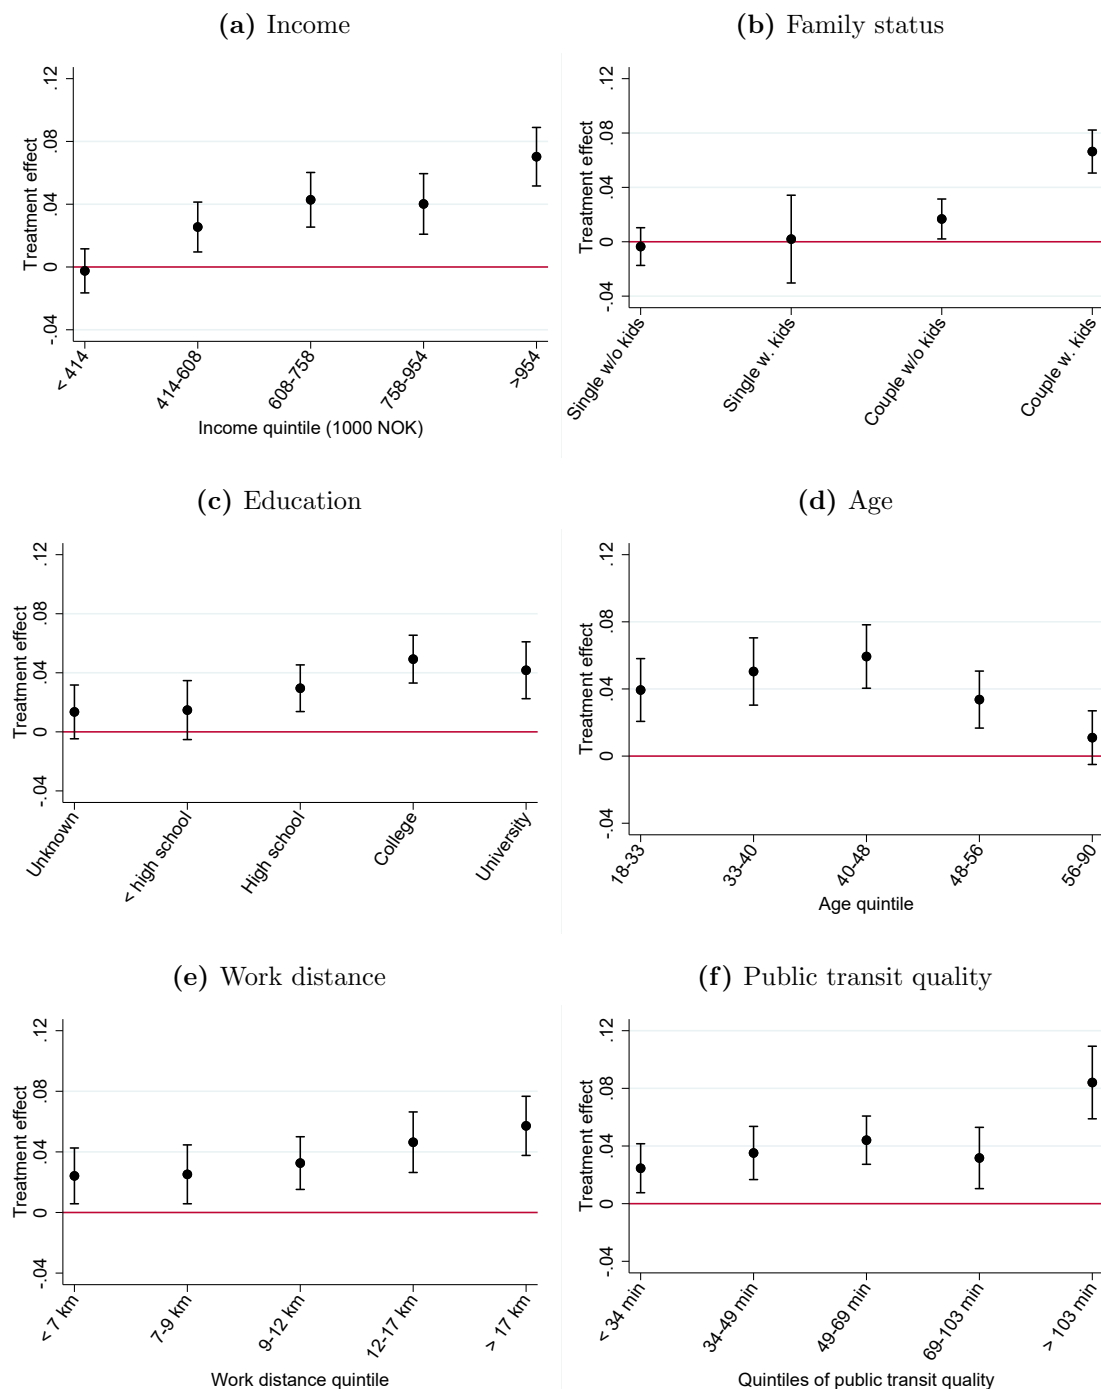 (a) Income
Treatment effect
.12
.08
.04
0
-.04
< 414
414-608
608-758
758-954
>954
Income quintile (1000 NOK)
(b) Family status
Treatment effect
.12
.08
.04
0
-.04
Single w/o kids
Single w. kids
Couple w/o kids
Couple w. kids
(c) Education
Treatment effect
.12
.08
.04
0
-.04
Unknown
< high school
High school
College
University
(d) Age
Treatment effect
.12
.08
.04
0
-.04
18-33
33-40
40-48
48-56
56-90
Age quintile
(e) Work distance
Treatment effect
.12
.08
.04
0
-.04
< 7 km
7-9 km
9-12 km
12-17 km
> 17 km
Work distance quintile
(f) Public transit quality
Treatment effect
.12
.08
.04
0
-.04
< 34 min
34-49 min
49-69 min
69-103 min
> 103 min
Quintiles of public transit quality